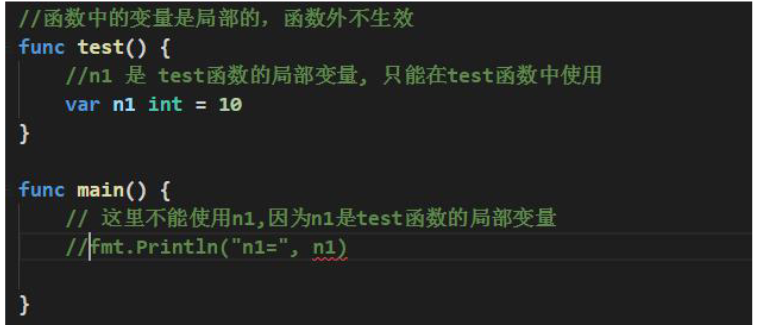 //函数中的变量是局部的，函数外不生效
func test() {
//n1 是 test函数的局部变量, 只能在test函数中使用
var n1 int = 10
}
func main() {
// 这里不能使用n1,因为n1是test函数的局部变量
//fmt.Println("n1=", n1)
}